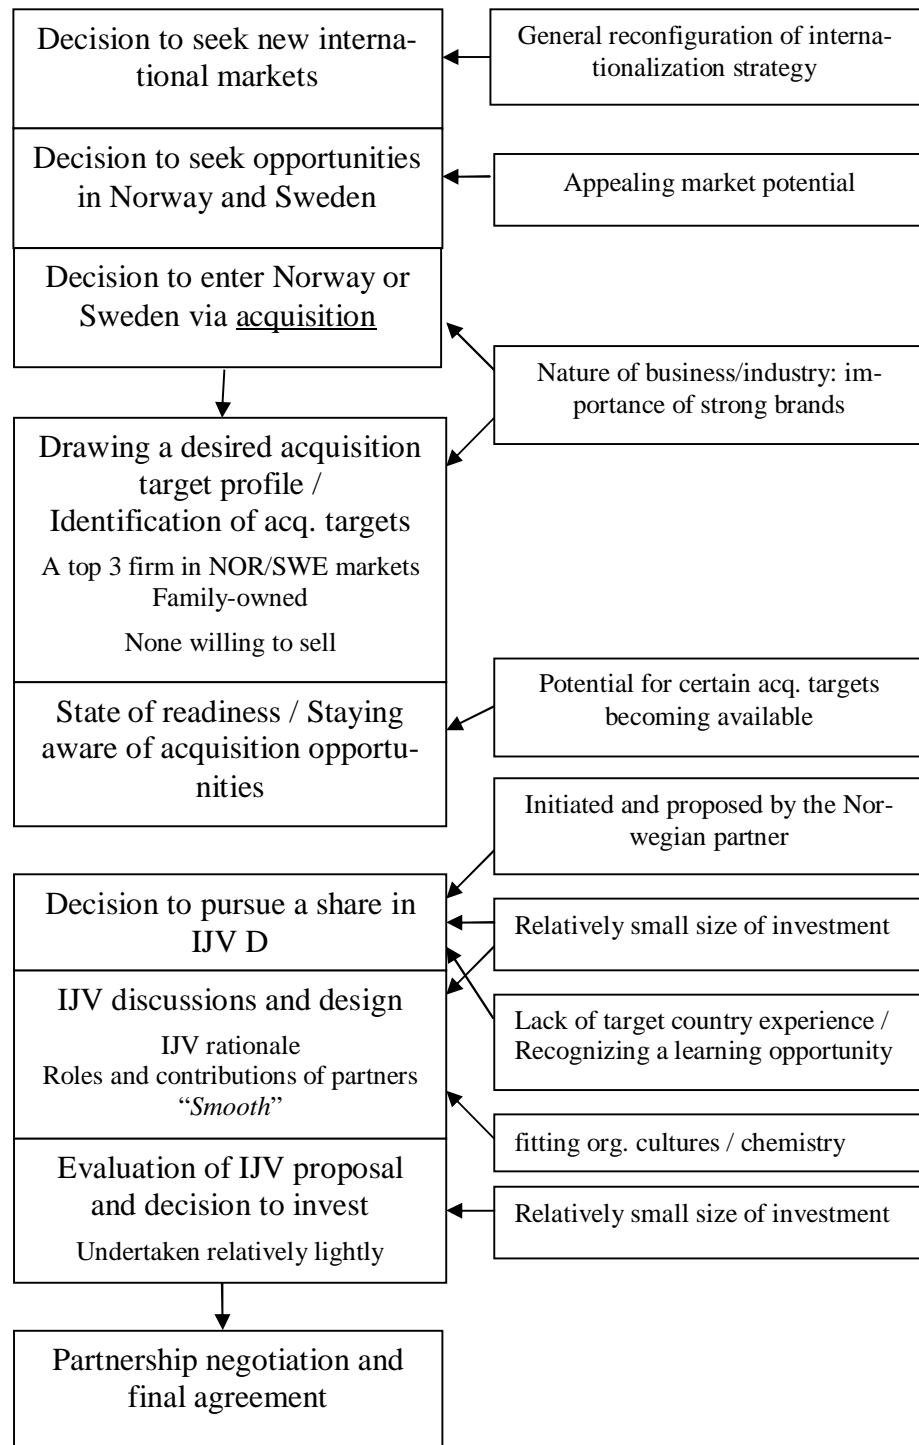 Decision to seek new interna-
tional markets
General reconfiguration of interna-
tionalization strategy
Decision to seek opportunities
in Norway and Sweden
Appealing market potential
Decision to enter Norway or
Sweden via acquisition
Nature of business/industry: im-
portance of strong brands
Drawing a desired acquisition
target profile /
Identification of acq. targets
A top 3 firm in NOR/SWE markets
Family-owned
None willing to sell
Potential for certain acq. targets
becoming available
State of readiness / Staying
aware of acquisition opportu-
nities
Initiated and proposed by the Nor-
wegian partner
Decision to pursue a share in
IJV D
Relatively small size of investment
IJV discussions and design
IJV rationale
Roles and contributions of partners
“Smooth”
Lack of target country experience /
Recognizing a learning opportunity
fitting org. cultures / chemistry
Evaluation of IJV proposal
and decision to invest
Undertaken relatively lightly
Relatively small size of investment
Partnership negotiation and
final agreement